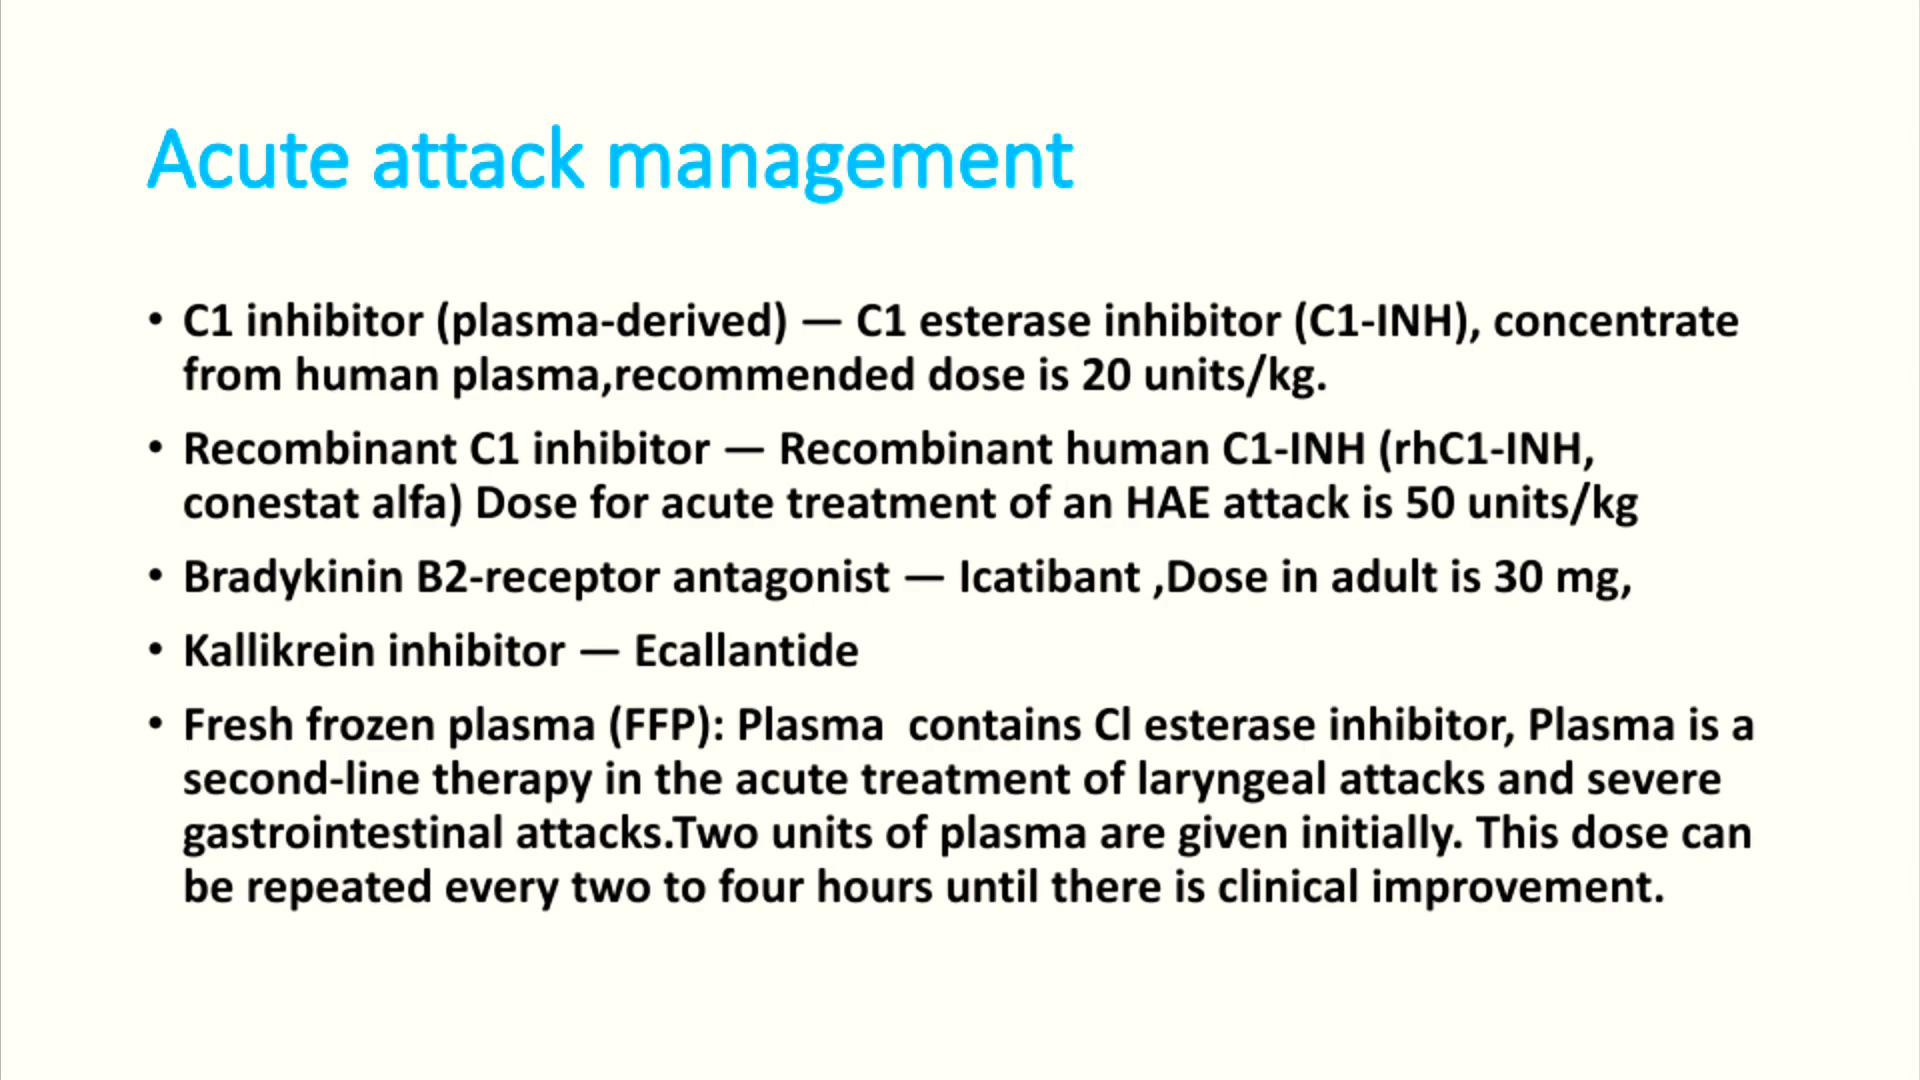 Acute attack management
• C1 inhibitor (plasma-derived) — C1 esterase inhibitor (C1-INH), concentrate
from human plasma,recommended dose is 20 units/kg.
• Recombinant C1 inhibitor — Recombinant human C1-INH (rhC1-INH,
conestat alfa) Dose for acute treatment of an HAE attack is 50 units/kg
• Bradykinin B2-receptor antagonist — Icatibant ,Dose in adult is 30 mg,
• Kallikrein inhibitor — Ecallantide
• Fresh frozen plasma (FFP): Plasma  contains Cl esterase inhibitor, Plasma is a
second-line therapy in the acute treatment of laryngeal attacks and severe
gastrointestinal attacks.Two units of plasma are given initially. This dose can
be repeated every two to four hours until there is clinical improvement.